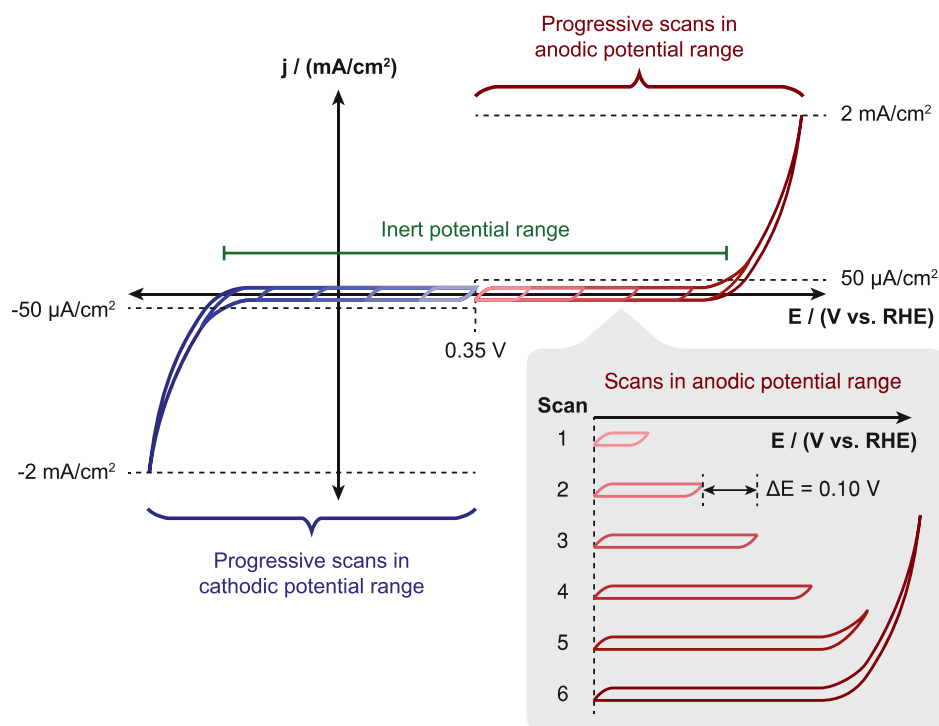 Progressive scans in
anodic potential range
j / (mA/cm²)
2 mA/cm²
Inert potential range
50 µA/cm²
-50 µA/cm²
E / (V vs. RHE)
0.35 V
-2 mA/cm²
Progressive scans in
cathodic potential range
Scans in anodic potential range
Scan
E / (V vs. RHE)
1
2
ΔE = 0.10 V
3
4
5
6